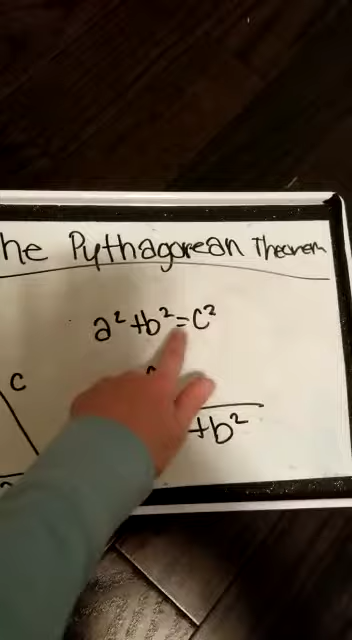 he Pythagorean Theorem
a² + b² = c²
c
+b²